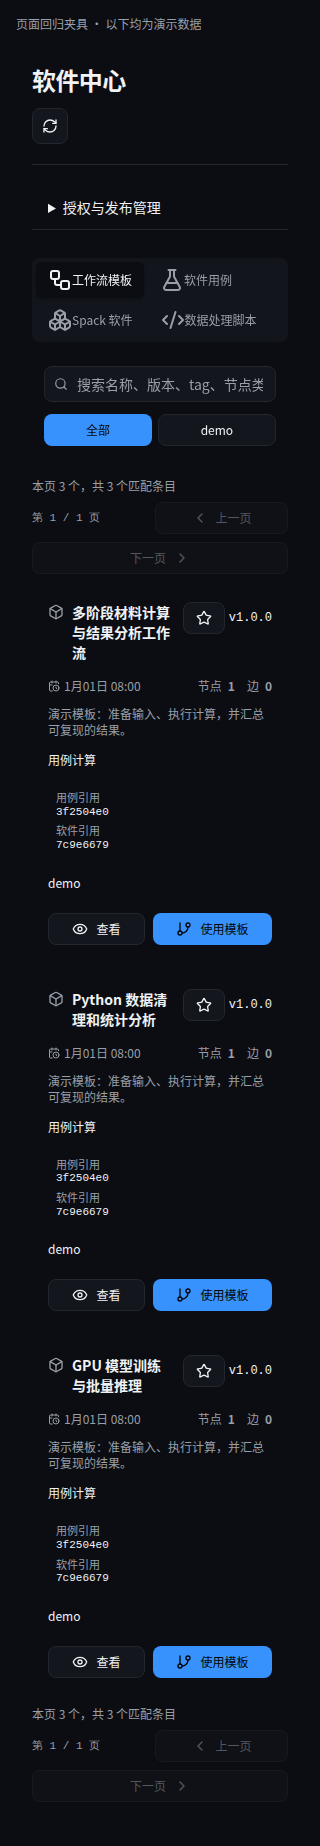 页面回归夹具 · 以下均为演示数据
软件中心
授权与发布管理
工作流模板
软件用例
Spack 软件
数据处理脚本
搜索名称、版本、tag、节点类
全部
demo
本页 3 个，共 3 个匹配条目
第 1 / 1 页
上一页
下一页
多阶段材料计算
与结果分析工作
流
v1.0.0
1月01日 08:00
节点 1 边 0
演示模板：准备输入、执行计算，并汇总
可复现的结果。
用例计算
用例引用
3f2504e0
软件引用
7c9e6679
demo
查看
使用模板
Python 数据清
理和统计分析
v1.0.0
1月01日 08:00
节点 1 边 0
演示模板：准备输入、执行计算，并汇总
可复现的结果。
用例计算
用例引用
3f2504e0
软件引用
7c9e6679
demo
查看
使用模板
GPU 模型训练
与批量推理
v1.0.0
1月01日 08:00
节点 1 边 0
演示模板：准备输入、执行计算，并汇总
可复现的结果。
用例计算
用例引用
3f2504e0
软件引用
7c9e6679
demo
查看
使用模板
本页 3 个，共 3 个匹配条目
第 1 / 1 页
上一页
下一页